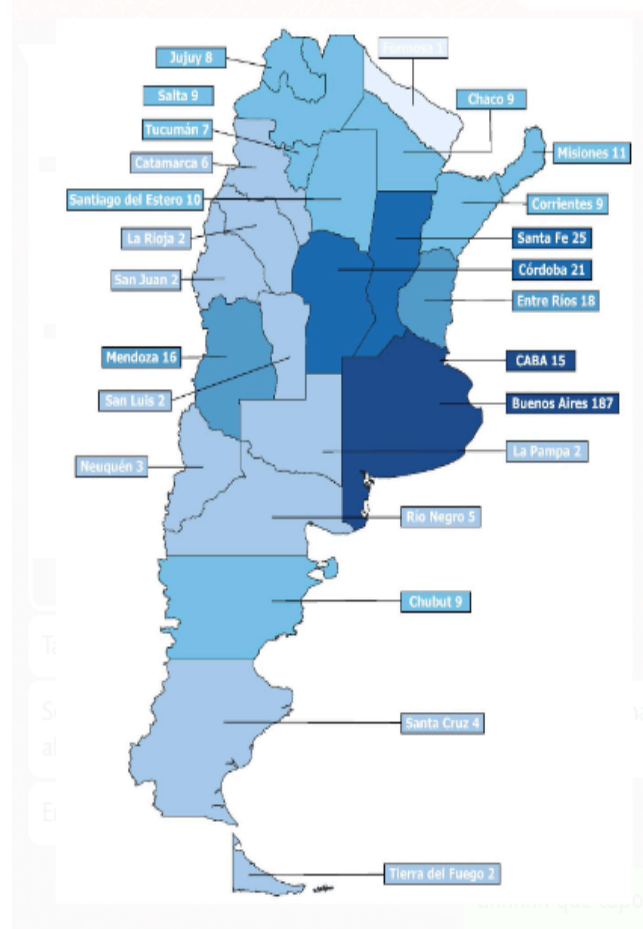 Jujuy 8
Formosa 1
Salta 9
Chaco 9
Tucumán 7
Misiones 11
Catamarca 6
Santiago del Estero 10
Corrientes 9
La Rioja 2
Santa Fe 25
Córdoba 21
San Juan 2
Entre Ríos 18
Mendoza 16
CABA 15
San Luis 2
Buenos Aires 187
La Pampa 2
Neuquén 3
Río Negro 5
Chubut 9
Santa Cruz 4
Tierra del Fuego 2